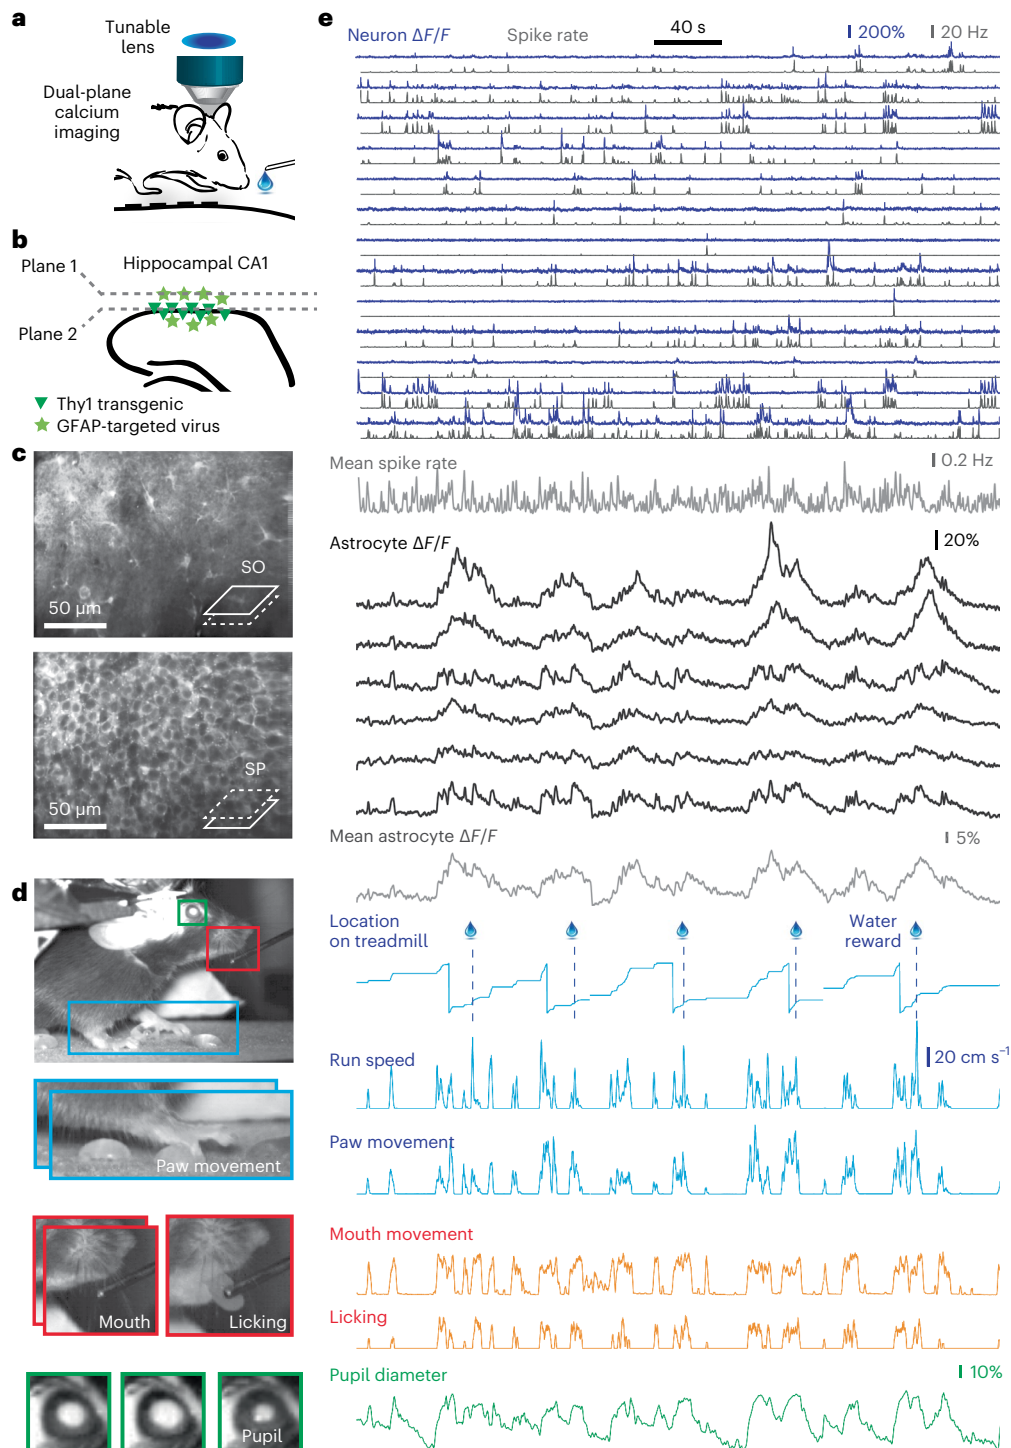 a
Tunable
lens
Dual-plane
calcium
imaging
b
Plane 1
Hippocampal CA1
Plane 2
Thy1 transgenic
GFAP-targeted virus
c
SO
50 µm
SP
50 µm
d
Paw movement
Mouth
Licking
Pupil
e
Neuron ΔF/F
Spike rate
40 s
200%
20 Hz
Mean spike rate
0.2 Hz
Astrocyte ΔF/F
20%
Mean astrocyte ΔF/F
5%
Location
on treadmill
Water
reward
Run speed
20 cm s⁻¹
Paw movement
Mouth movement
Licking
Pupil diameter
10%